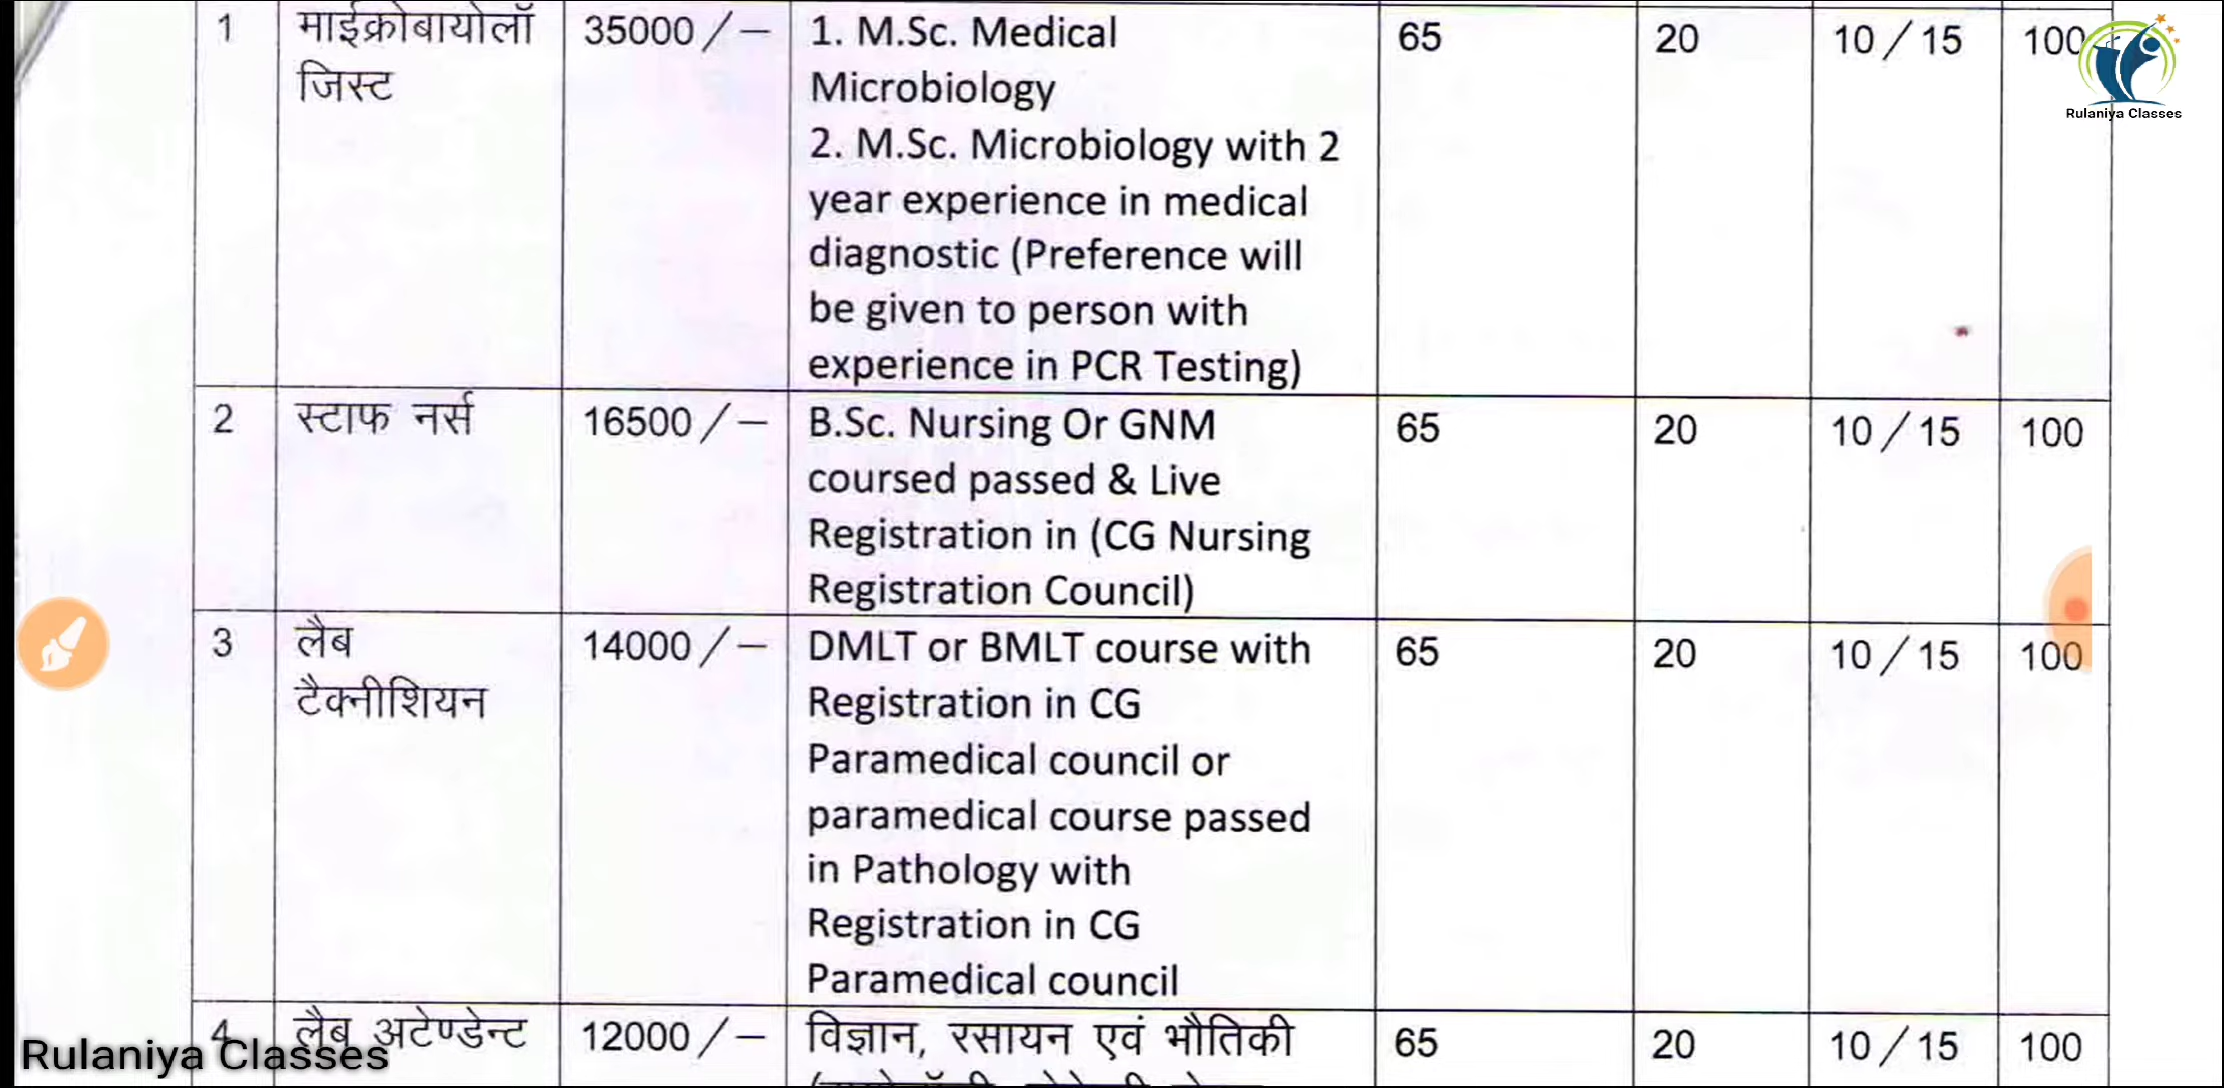 1 माईक्रोबायोलॉ 35000 /— 1. M.Sc. Medical 65 20 10 / 15 100
जिस्ट Microbiology
2. M.Sc. Microbiology with 2
year experience in medical
diagnostic (Preference will
be given to person with
experience in PCR Testing)
2 स्टाफ नर्स 16500 /— B.Sc. Nursing Or GNM 65 20 10 / 15 100
coursed passed & Live
Registration in (CG Nursing
Registration Council)
3 लैब 14000 /— DMLT or BMLT course with 65 20 10 / 15 100
टैक्नीशियन Registration in CG
Paramedical council or
paramedical course passed
in Pathology with
Registration in CG
Paramedical council
4 लैब अटेण्डेन्ट 12000 /— विज्ञान, रसायन एवं भौतिकी 65 20 10 / 15 100
Rulaniya Classes
Rulaniya Classes